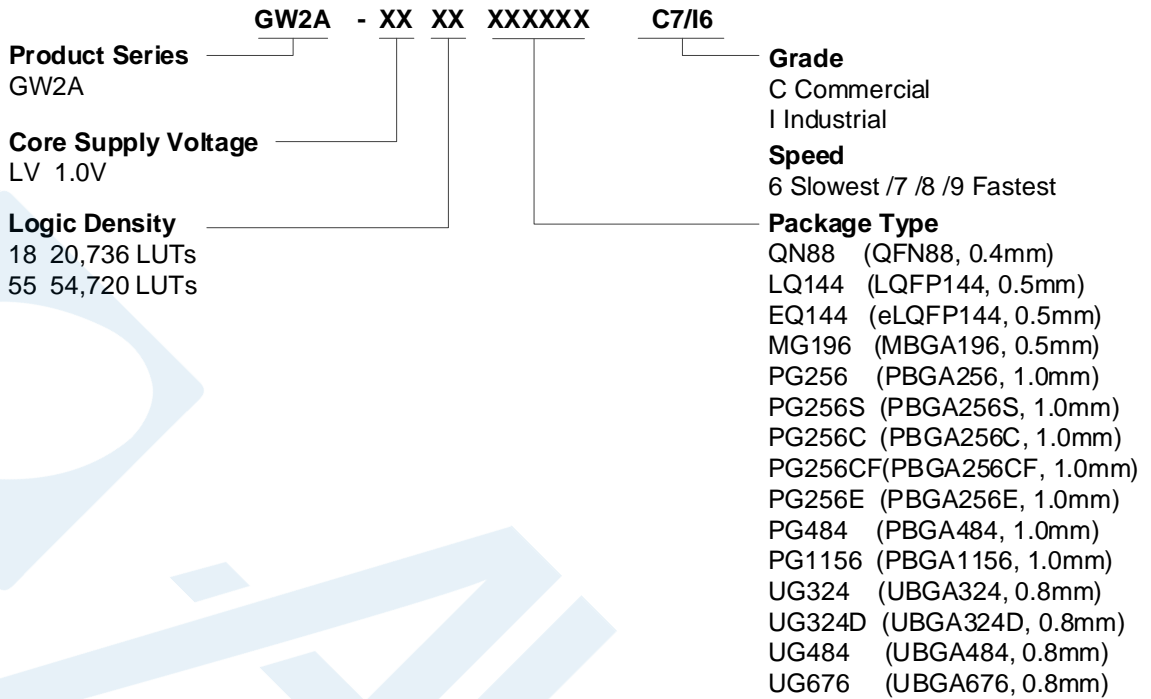 GW2A - XX XX XXXXXX C7/I6
Product Series
GW2A
Core Supply Voltage
LV 1.0V
Logic Density
18 20,736 LUTs
55 54,720 LUTs
Grade
C Commercial
I Industrial
Speed
6 Slowest /7 /8 /9 Fastest
Package Type
QN88 (QFN88, 0.4mm)
LQ144 (LQFP144, 0.5mm)
EQ144 (eLQFP144, 0.5mm)
MG196 (MBGA196, 0.5mm)
PG256 (PBGA256, 1.0mm)
PG256S (PBGA256S, 1.0mm)
PG256C (PBGA256C, 1.0mm)
PG256CF(PBGA256CF, 1.0mm)
PG256E (PBGA256E, 1.0mm)
PG484 (PBGA484, 1.0mm)
PG1156 (PBGA1156, 1.0mm)
UG324 (UBGA324, 0.8mm)
UG324D (UBGA324D, 0.8mm)
UG484 (UBGA484, 0.8mm)
UG676 (UBGA676, 0.8mm)